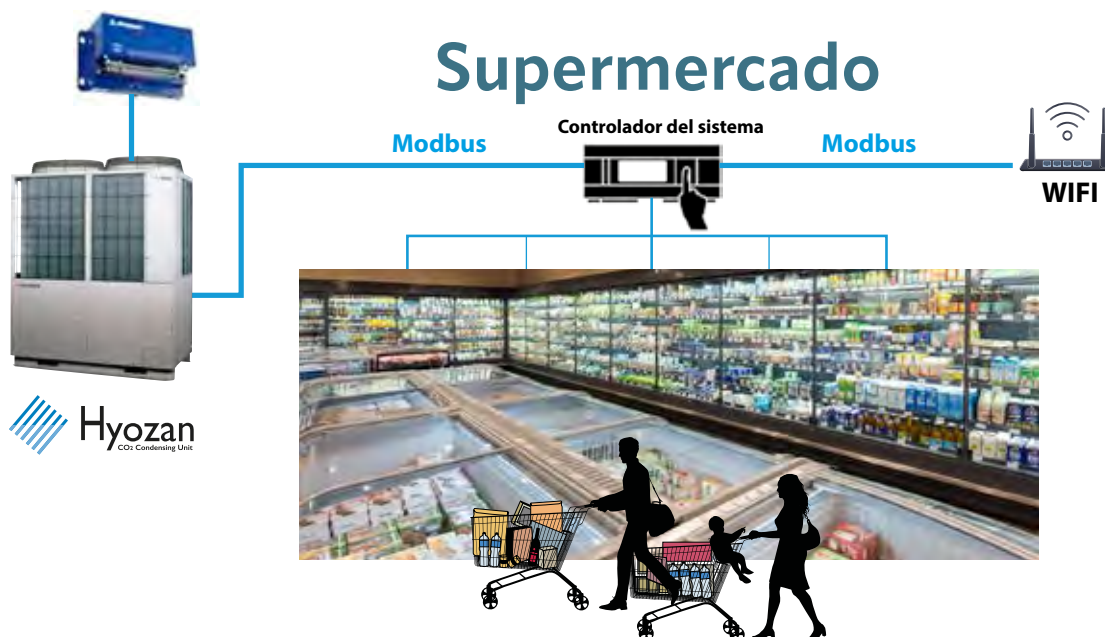 Supermercado
Controlador del sistema
Modbus
Modbus
WIFI
Hyozan
CO2 Condensing Unit